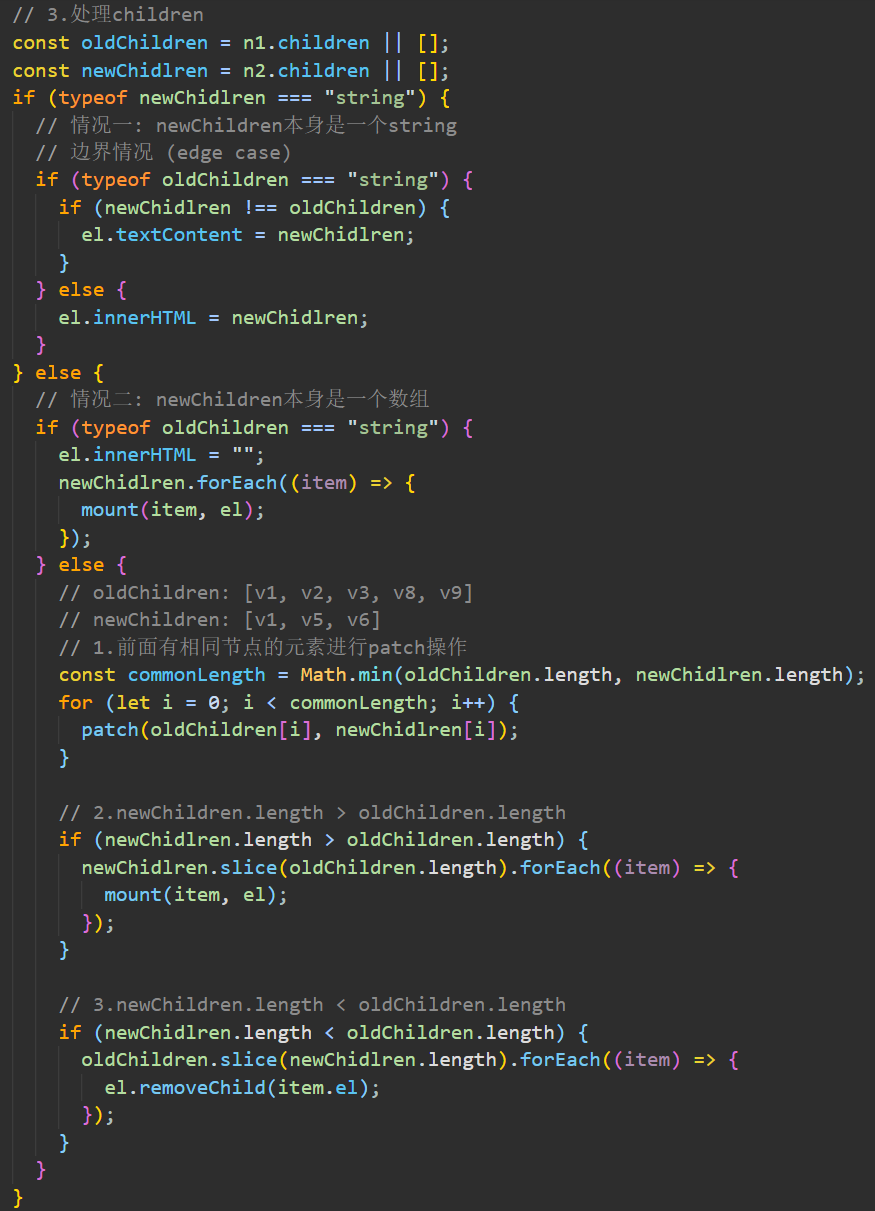 // 3.处理children
const oldChildren = n1.children || [];
const newChidlren = n2.children || [];
if (typeof newChidlren === "string") {
  // 情况一: newChildren本身是一个string
  // 边界情况 (edge case)
  if (typeof oldChildren === "string") {
    if (newChidlren !== oldChildren) {
      el.textContent = newChidlren;
    }
  } else {
    el.innerHTML = newChidlren;
  }
} else {
  // 情况二: newChildren本身是一个数组
  if (typeof oldChildren === "string") {
    el.innerHTML = "";
    newChidlren.forEach((item) => {
      mount(item, el);
    });
  } else {
    // oldChildren: [v1, v2, v3, v8, v9]
    // newChildren: [v1, v5, v6]
    // 1.前面有相同节点的元素进行patch操作
    const commonLength = Math.min(oldChildren.length, newChidlren.length);
    for (let i = 0; i < commonLength; i++) {
      patch(oldChildren[i], newChidlren[i]);
    }

    // 2.newChildren.length > oldChildren.length
    if (newChidlren.length > oldChildren.length) {
      newChidlren.slice(oldChildren.length).forEach((item) => {
        mount(item, el);
      });
    }

    // 3.newChildren.length < oldChildren.length
    if (newChidlren.length < oldChildren.length) {
      oldChildren.slice(newChidlren.length).forEach((item) => {
        el.removeChild(item.el);
      });
    }
  }
}